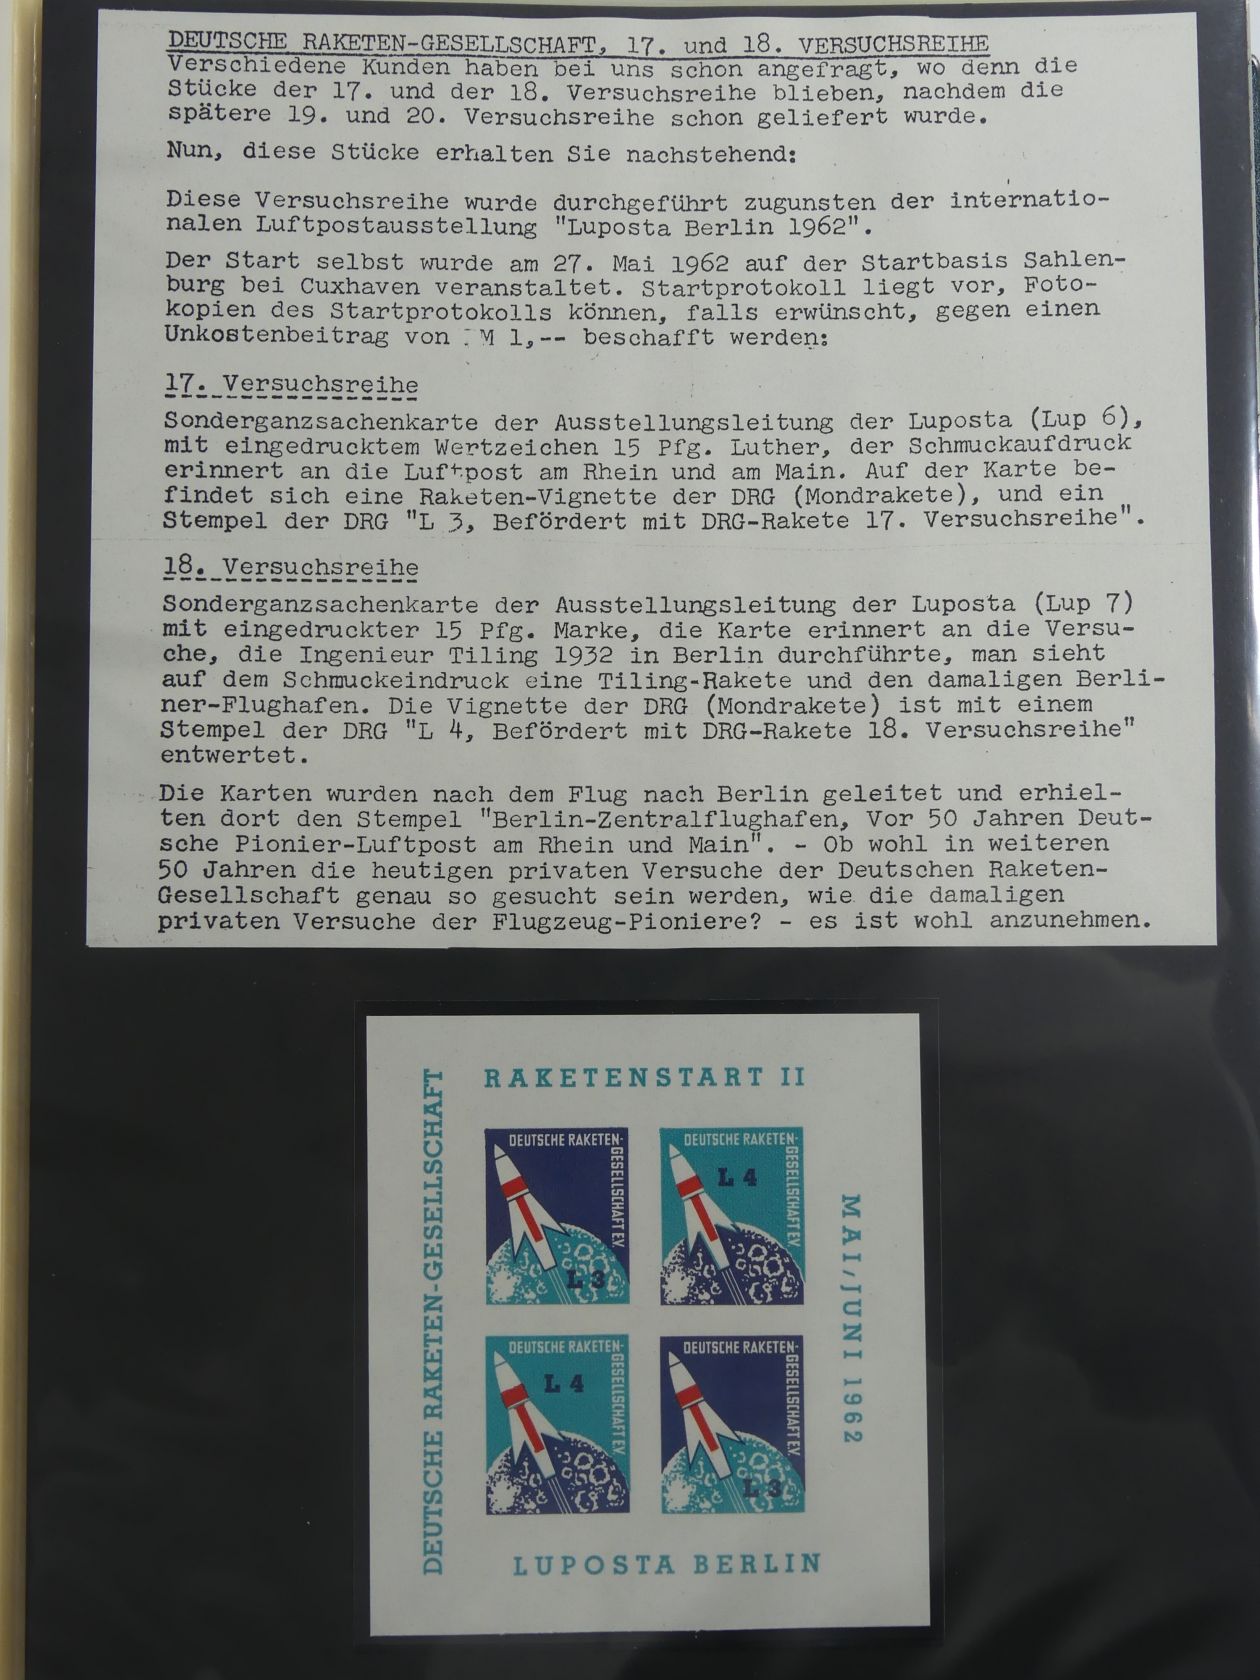 DEUTSCHE RAKETEN-GESELLSCHAFT, 17. und 18. VERSUCHSREIHE
Verschiedene Kunden haben bei uns schon angefragt, wo denn die
Stücke der 17. und der 18. Versuchsreihe blieben, nachdem die
spätere 19. und 20. Versuchsreihe schon geliefert wurde.
Nun, diese Stücke erhalten Sie nachstehend:
Diese Versuchsreihe wurde durchgeführt zugunsten der internatio-
nalen Luftpostausstellung "Luposta Berlin 1962".
Der Start selbst wurde am 27. Mai 1962 auf der Startbasis Sahlen-
burg bei Cuxhaven veranstaltet. Startprotokoll liegt vor, Foto-
kopien des Startprotokolls können, falls erwünscht, gegen einen
Unkostenbeitrag von M 1,-- beschafft werden:
17. Versuchsreihe
Sonderganzsachenkarte der Ausstellungsleitung der Luposta (Lup 6),
mit eingedrucktem Wertzeichen 15 Pfg. Luther, der Schmuckaufdruck
erinnert an die Luftpost am Rhein und am Main. Auf der Karte be-
findet sich eine Raketen-Vignette der DRG (Mondrakete), und ein
Stempel der DRG "L 3, Befördert mit DRG-Rakete 17. Versuchsreihe".
18. Versuchsreihe
Sonderganzsachenkarte der Ausstellungsleitung der Luposta (Lup 7)
mit eingedruckter 15 Pfg. Marke, die Karte erinnert an die Versu-
che, die Ingenieur Tiling 1932 in Berlin durchführte, man sieht
auf dem Schmuckeindruck eine Tiling-Rakete und den damaligen Berli-
ner-Flughafen. Die Vignette der DRG (Mondrakete) ist mit einem
Stempel der DRG "L 4, Befördert mit DRG-Rakete 18. Versuchsreihe"
entwertet.
Die Karten wurden nach dem Flug nach Berlin geleitet und erhiel-
ten dort den Stempel "Berlin-Zentralflughafen, Vor 50 Jahren Deut-
sche Pionier-Luftpost am Rhein und Main". - Ob wohl in weiteren
50 Jahren die heutigen privaten Versuche der Deutschen Raketen-
Gesellschaft genau so gesucht sein werden, wie die damaligen
privaten Versuche der Flugzeug-Pioniere? - es ist wohl anzunehmen.
RAKETENSTART II
DEUTSCHE RAKETEN-GESELLSCHAFT
DEUTSCHE RAKETEN-
GESELLSCHAFT E.V.
L 3
DEUTSCHE RAKETEN-
GESELLSCHAFT E.V.
L 4
DEUTSCHE RAKETEN-
GESELLSCHAFT E.V.
L 4
DEUTSCHE RAKETEN-
GESELLSCHAFT E.V.
L 3
MAI/JUNI 1962
LUPOSTA BERLIN